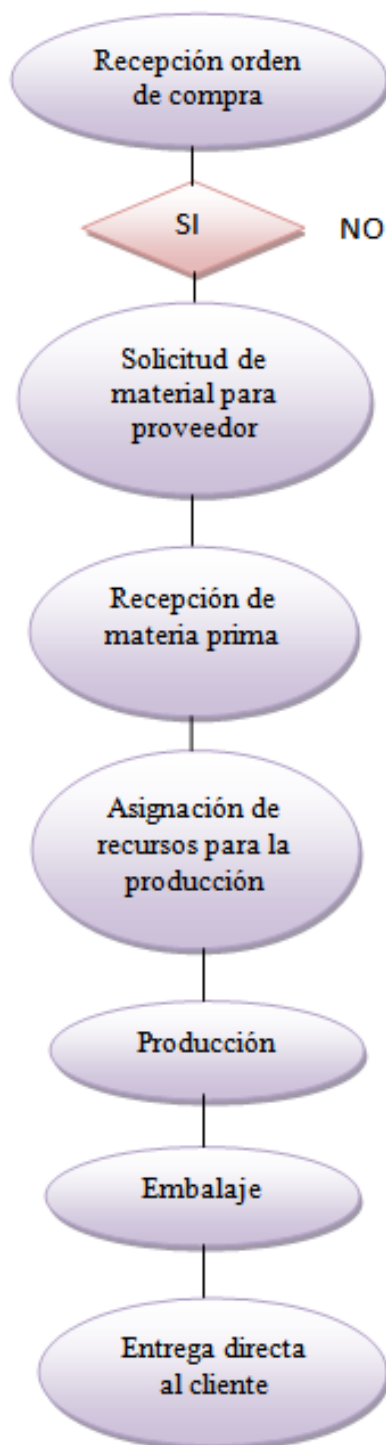 Recepción orden
de compra
SI
NO
Solicitud de
material para
proveedor
Recepción de
materia prima
Asignación de
recursos para la
producción
Producción
Embalaje
Entrega directa
al cliente